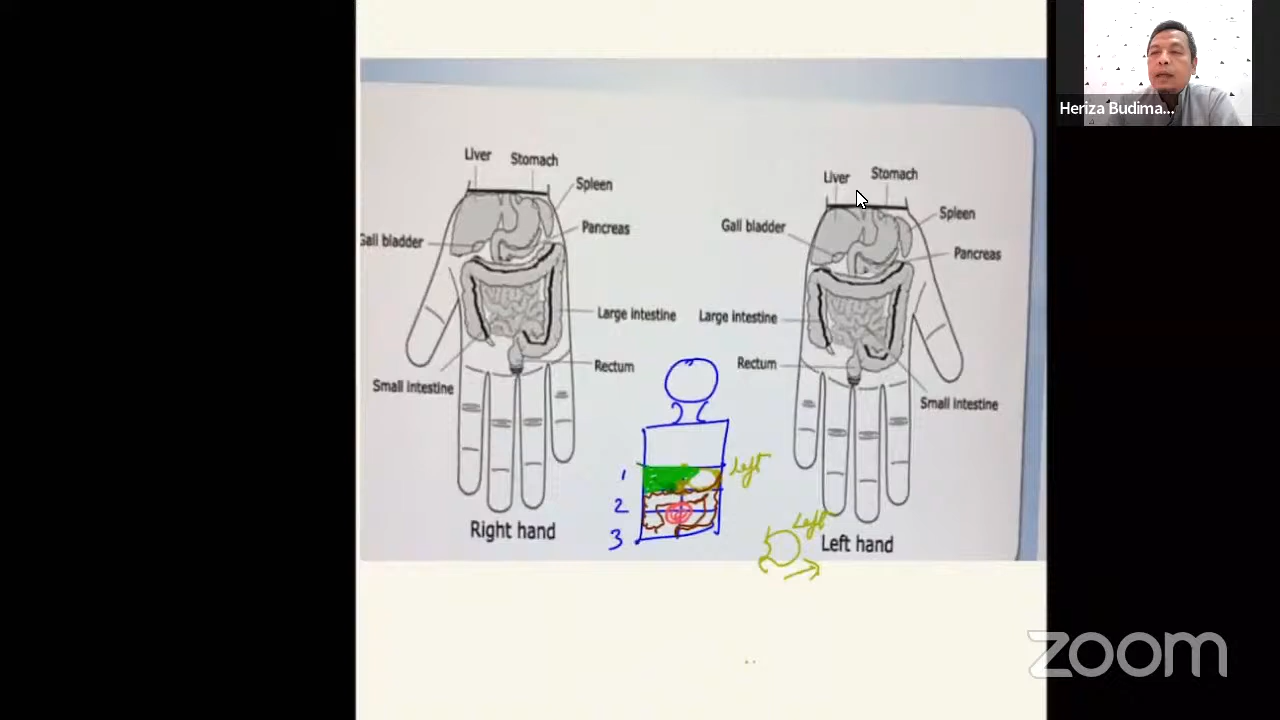 Heriza Budima...
Liver
Stomach
Spleen
Gall bladder
Pancreas
Large intestine
Rectum
Small intestine
Right hand
Liver
Stomach
Gall bladder
Spleen
Pancreas
Large intestine
Rectum
Small intestine
Left hand
1
2
3
left
Left
zoom